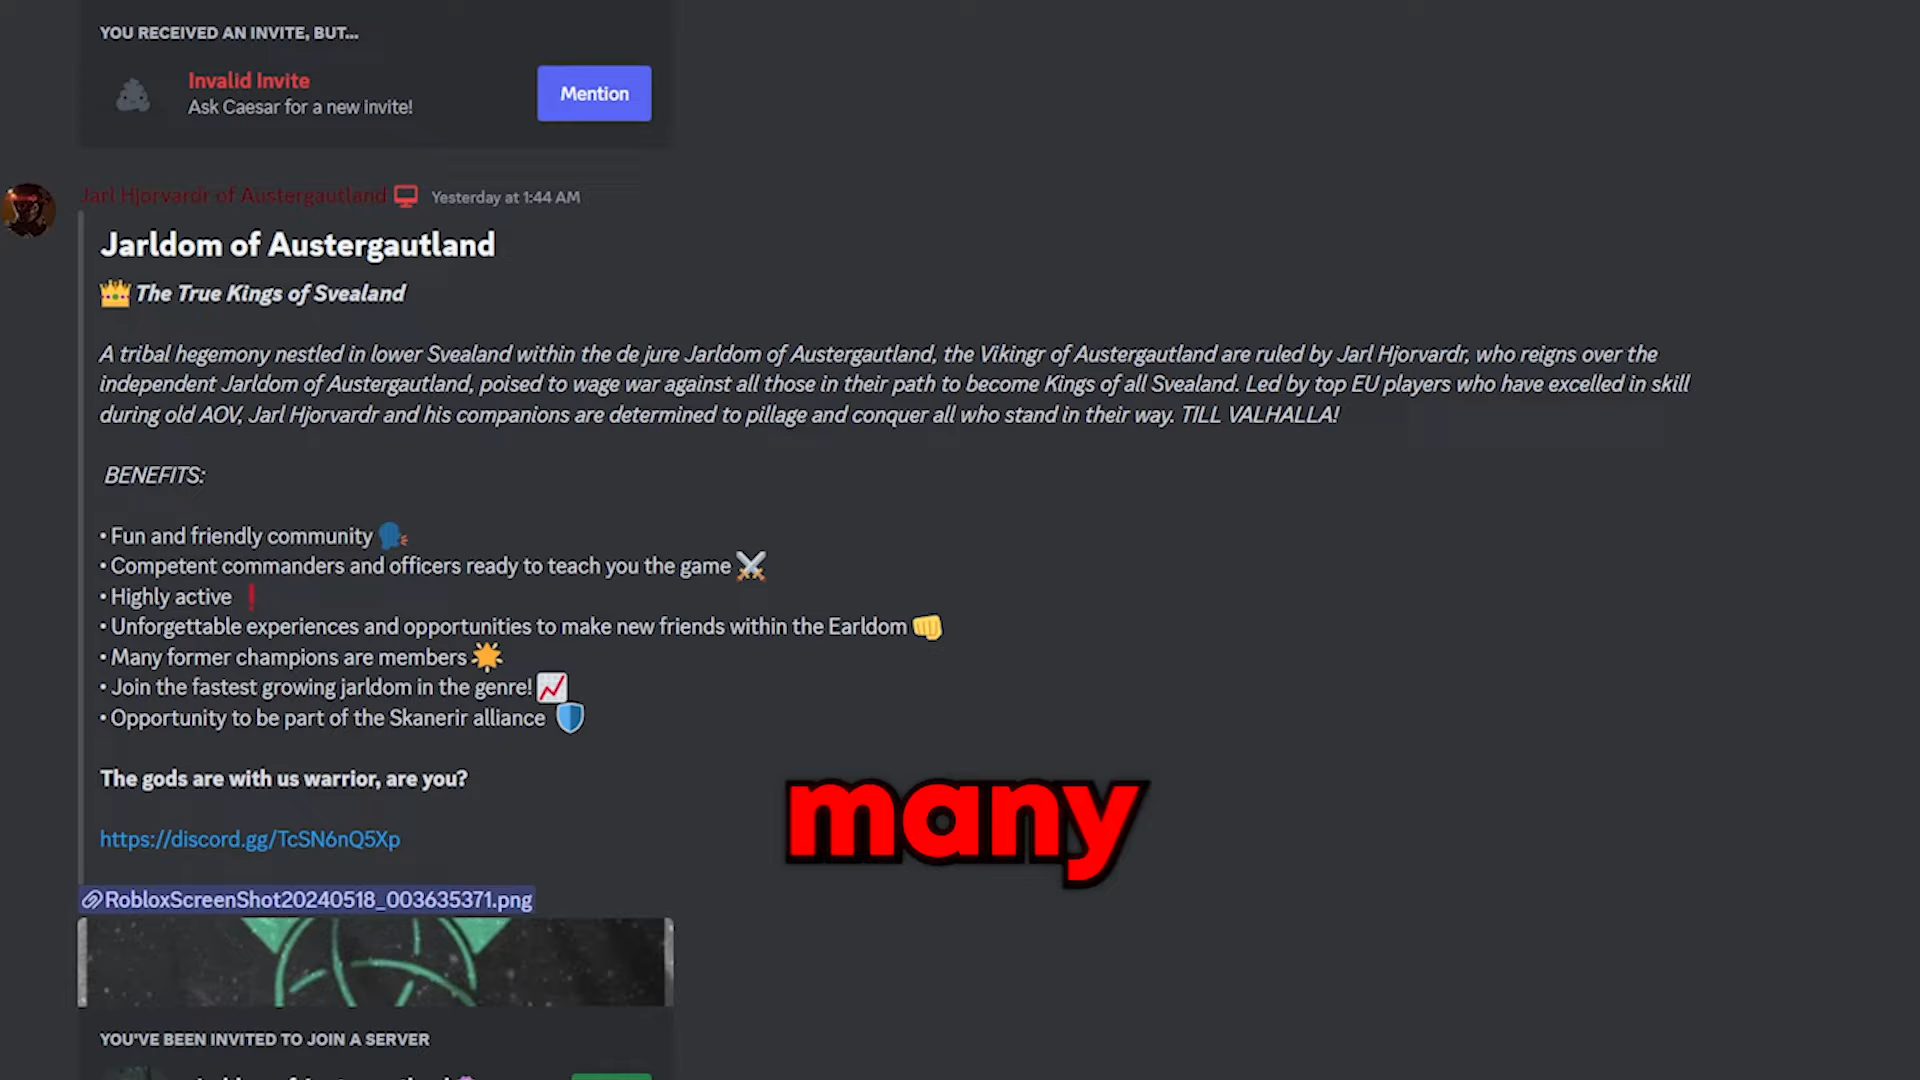 YOU RECEIVED AN INVITE, BUT...
Invalid Invite
Ask Caesar for a new invite!
Mention
Jarl Hjorvardr of Austergautland Yesterday at 1:44 AM
Jarldom of Austergautland
👑 The True Kings of Svealand
A tribal hegemony nestled in lower Svealand within the de jure Jarldom of Austergautland, the Vikingr of Austergautland are ruled by Jarl Hjorvardr, who reigns over the
independent Jarldom of Austergautland, poised to wage war against all those in their path to become Kings of all Svealand. Led by top EU players who have excelled in skill
during old AOV, Jarl Hjorvardr and his companions are determined to pillage and conquer all who stand in their way. TILL VALHALLA!
BENEFITS:
• Fun and friendly community 🗣️
• Competent commanders and officers ready to teach you the game ⚔️
• Highly active ❗
• Unforgettable experiences and opportunities to make new friends within the Earldom 👊
• Many former champions are members 🌟
• Join the fastest growing jarldom in the genre! 📈
• Opportunity to be part of the Skanerir alliance 🛡️
The gods are with us warrior, are you?
many
https://discord.gg/TcSN6nQ5Xp
RobloxScreenShot20240518_003635371.png
YOU'VE BEEN INVITED TO JOIN A SERVER